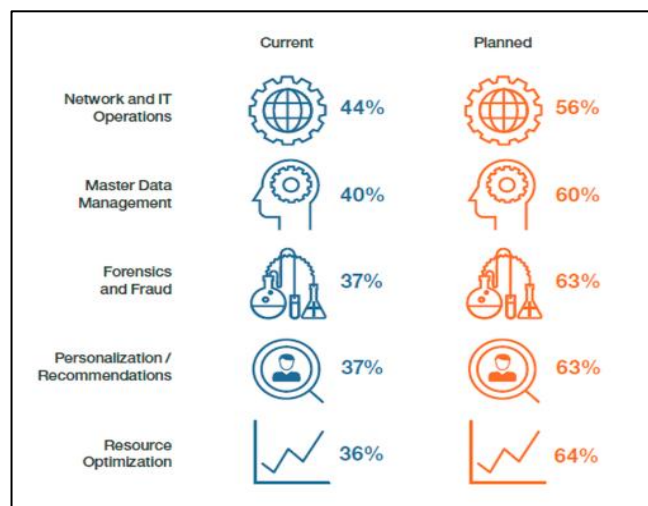 Current Planned
Network and IT
Operations
44% 56%
Master Data
Management
40% 60%
Forensics
and Fraud
37% 63%
Personalization /
Recommendations
37% 63%
Resource
Optimization
36% 64%